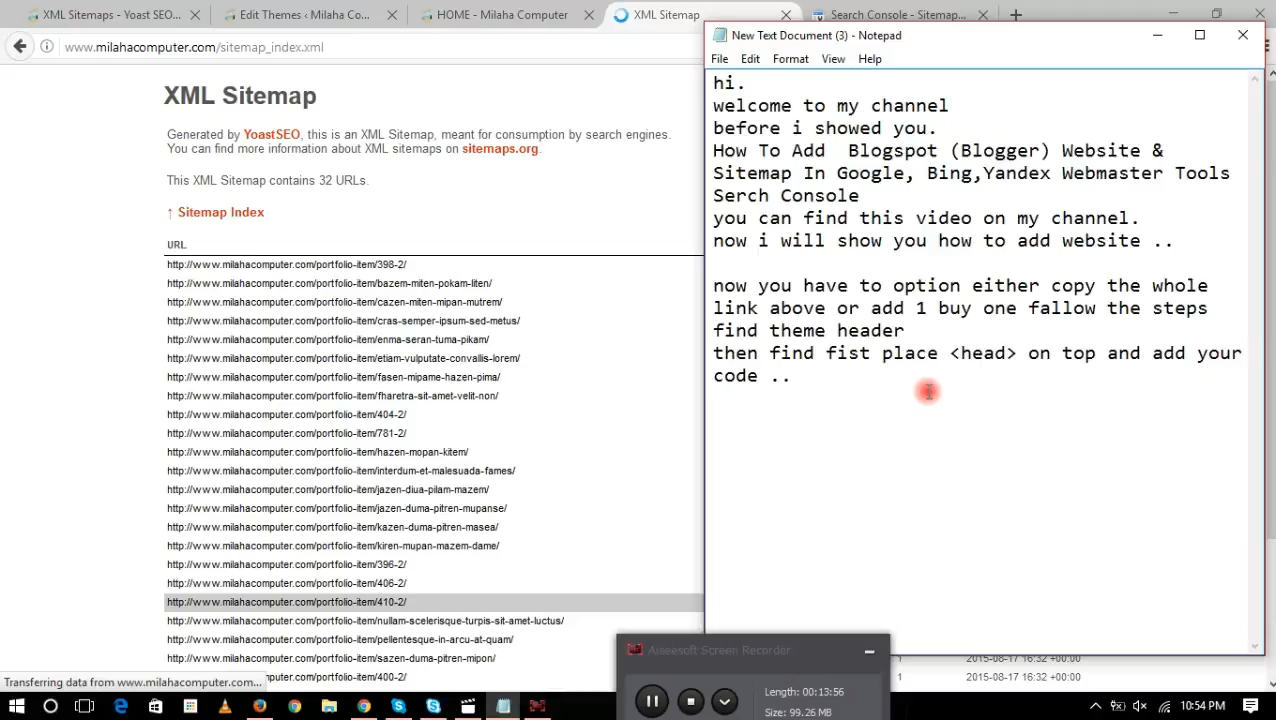 XML Sitemaps - Yoast SEO...
Edit Themes ‹ Milaha Co...
HOME - Milaha Computer
XML Sitemap
Search Console - Sitemap...
www.milahacomputer.com/sitemap_index.xml
XML Sitemap
Generated by YoastSEO, this is an XML Sitemap, meant for consumption by search engines.
You can find more information about XML sitemaps on sitemaps.org.
This XML Sitemap contains 32 URLs.
↑ Sitemap Index
URL
http://www.milahacomputer.com/portfolio-item/398-2/
http://www.milahacomputer.com/portfolio-item/bazem-miten-pokam-liten/
http://www.milahacomputer.com/portfolio-item/cazen-miten-mipan-mutrem/
http://www.milahacomputer.com/portfolio-item/cras-semper-ipsum-sed-metus/
http://www.milahacomputer.com/portfolio-item/enma-seran-tuma-pikam/
http://www.milahacomputer.com/portfolio-item/etiam-vulputate-convallis-lorem/
http://www.milahacomputer.com/portfolio-item/fasen-mipame-hazen-pima/
http://www.milahacomputer.com/portfolio-item/fharetra-sit-amet-velit-non/
http://www.milahacomputer.com/portfolio-item/404-2/
http://www.milahacomputer.com/portfolio-item/781-2/
http://www.milahacomputer.com/portfolio-item/hazen-mopan-kitem/
http://www.milahacomputer.com/portfolio-item/interdum-et-malesuada-fames/
http://www.milahacomputer.com/portfolio-item/jazen-diua-pilam-mazem/
http://www.milahacomputer.com/portfolio-item/jazen-duma-pitren-mupanse/
http://www.milahacomputer.com/portfolio-item/kazen-duma-pitren-masea/
http://www.milahacomputer.com/portfolio-item/kiren-mupan-mazem-dame/
http://www.milahacomputer.com/portfolio-item/396-2/
http://www.milahacomputer.com/portfolio-item/406-2/
http://www.milahacomputer.com/portfolio-item/410-2/
http://www.milahacomputer.com/portfolio-item/nullam-scelerisque-turpis-sit-amet-luctus/
http://www.milahacomputer.com/portfolio-item/pellentesque-in-arcu-at-quam/
http://www.milahacomputer.com/portfolio-item/sazen-duma-pitren-mipon/
http://www.milahacomputer.com/portfolio-item/400-2/
1 2015-08-17 16:32 +00:00
1 2015-08-17 16:32 +00:00
Transferring data from www.milahacomputer.com...
New Text Document (3) - Notepad
File Edit Format View Help
hi.
welcome to my channel
before i showed you.
How To Add  Blogspot (Blogger) Website &
Sitemap In Google, Bing,Yandex Webmaster Tools
Serch Console
you can find this video on my channel.
now i will show you how to add website ..
now you have to option either copy the whole
link above or add 1 buy one fallow the steps
find theme header
then find fist place <head> on top and add your
code ..
Aiseesoft Screen Recorder
Length: 00:13:56
Size: 99.26 MB
10:54 PM